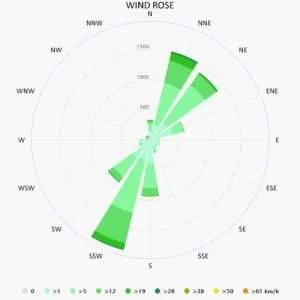 WIND ROSE
N
NNW NNE
NW NE
1500
WNW ENE
1000
500
W E
WSW ESE
SW SE
SSW SSE
S
0 >1 >5 >12 >19 >28 >38 >50 >61 km/h